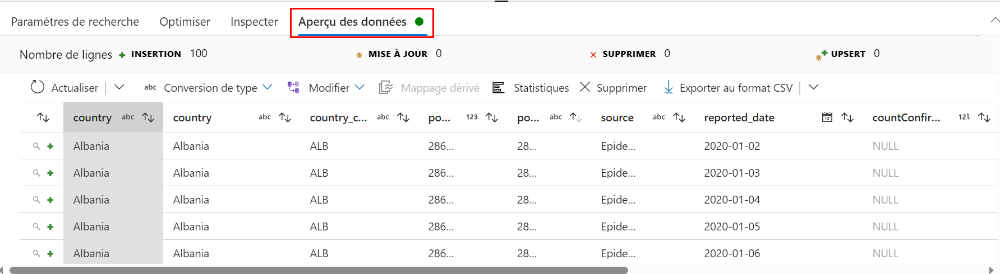 Paramètres de recherche Optimiser Inspecter Aperçu des données
Nombre de lignes INSERTION 100 MISE À JOUR 0 SUPPRIMER 0 UPSERT 0
Actualiser abc Conversion de type Modifier Mappage dérivé Statistiques Supprimer Exporter au format CSV
country abc country abc country_c... abc po... 123 po... abc source abc reported_date 12 countConfir... 12l
Albania Albania ALB 286... 28... Epide... 2020-01-02 NULL
Albania Albania ALB 286... 28... Epide... 2020-01-03 NULL
Albania Albania ALB 286... 28... Epide... 2020-01-04 NULL
Albania Albania ALB 286... 28... Epide... 2020-01-05 NULL
Albania Albania ALB 286... 28... Epide... 2020-01-06 NULL